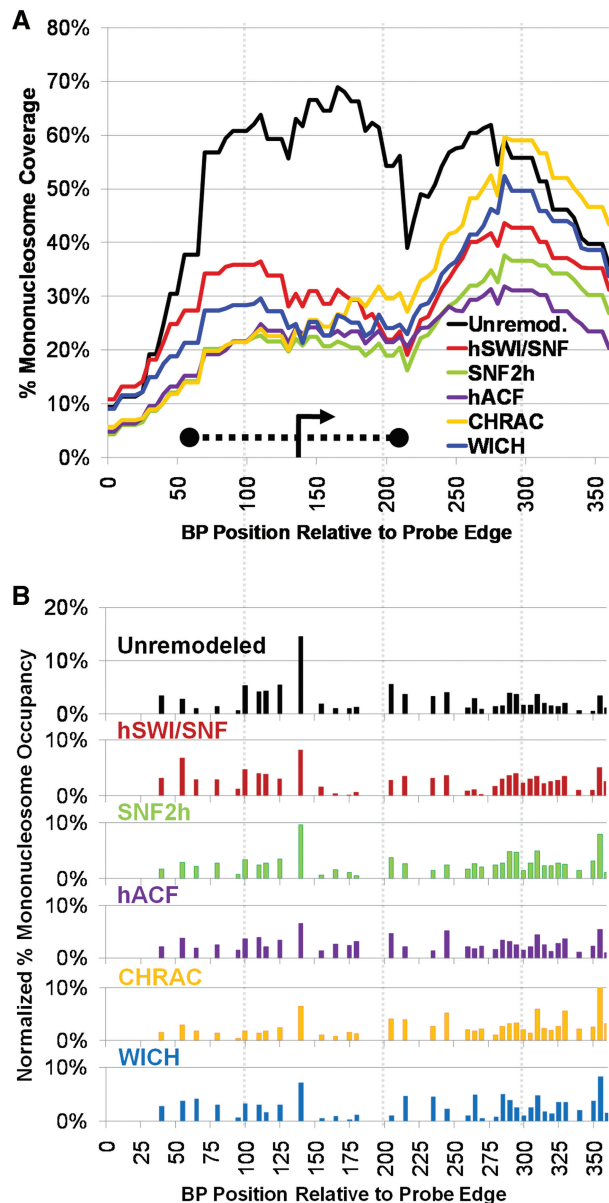 A
% Mononucleosome Coverage
80%
70%
60%
50%
40%
30%
20%
10%
0%
Unremod.
hSWI/SNF
SNF2h
hACF
CHRAC
WICH
0
50
100
150
200
250
300
350
BP Position Relative to Probe Edge
B
Normalized % Mononucleosome Occupancy
20%
Unremodeled
10%
0%
hSWI/SNF
10%
0%
SNF2h
10%
0%
hACF
10%
0%
CHRAC
10%
0%
WICH
10%
0%
0
25
50
75
100
125
150
175
200
225
250
275
300
325
350
BP Position Relative to Probe Edge